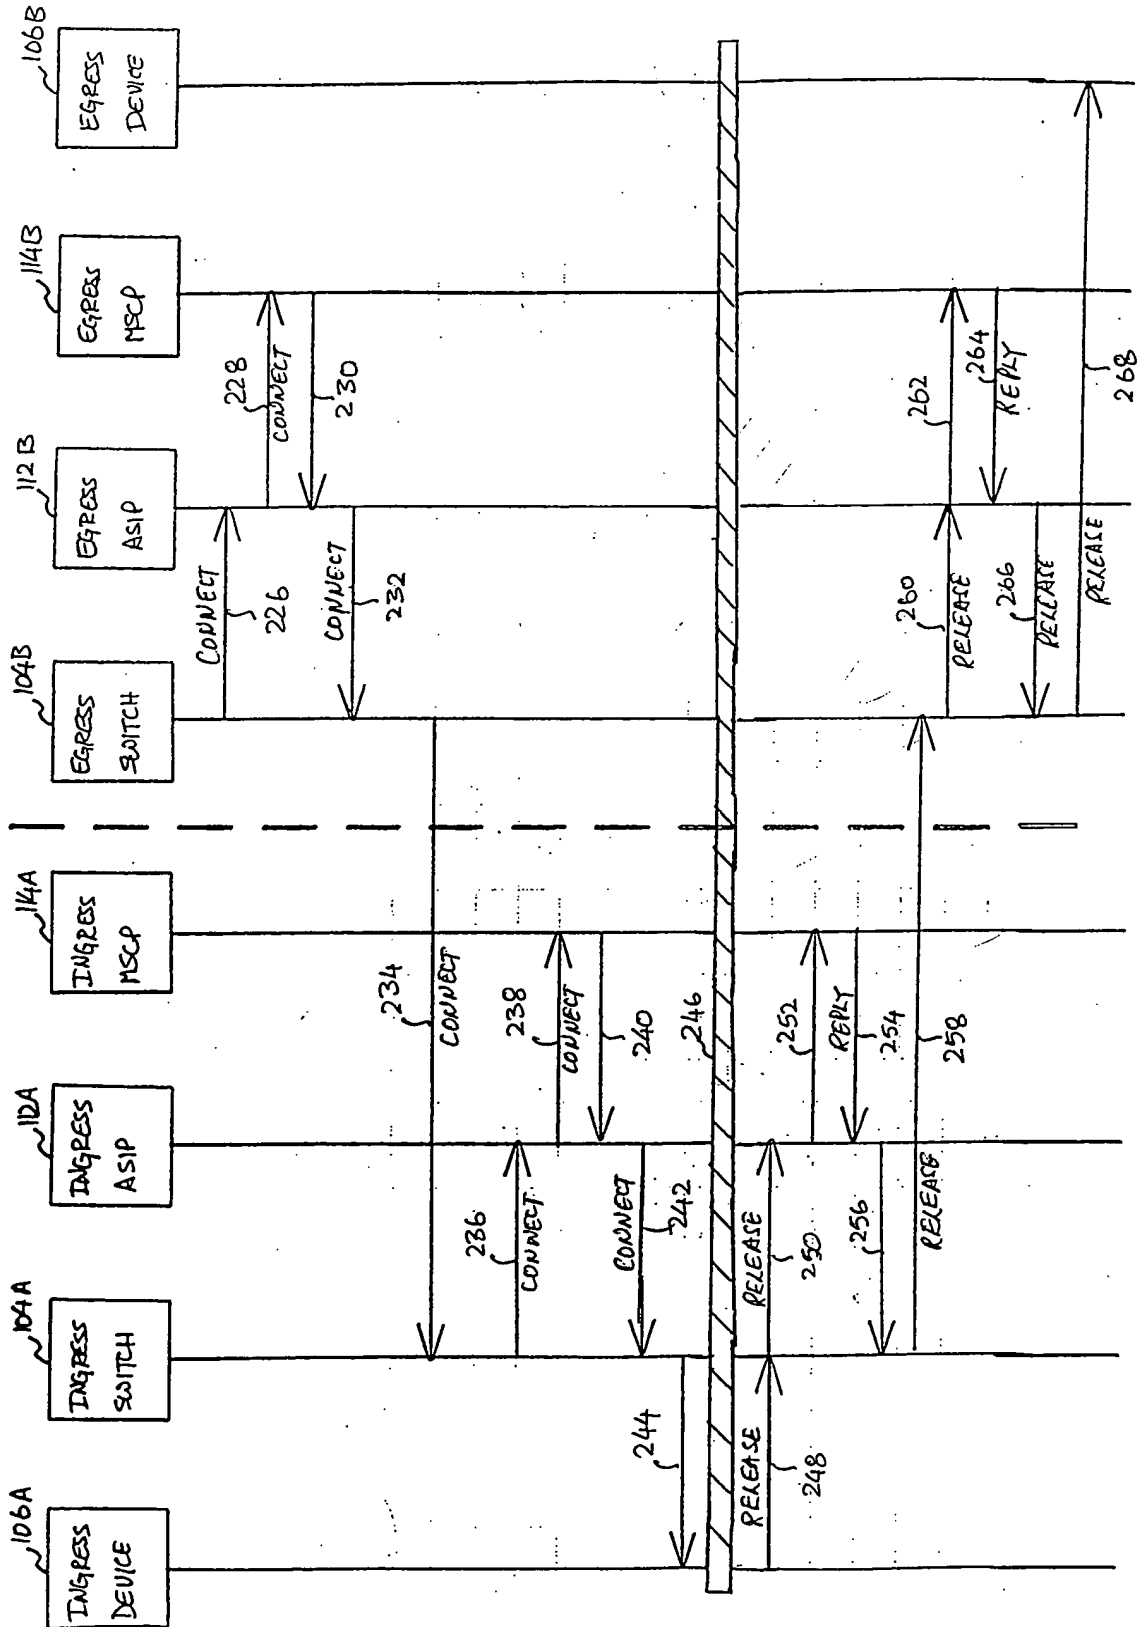 106A
INGRESS
DEVICE
104A
INGRESS
SWITCH
112A
INGRESS
ASIP
114A
INGRESS
MSCP
104B
EGRESS
SWITCH
112B
EGRESS
ASIP
114B
EGRESS
MSCP
106B
EGRESS
DEVICE
CONNECT
226
228
CONNECT
230
CONNECT
232
234
CONNECT
236
CONNECT
238
CONNECT
240
CONNECT
242
244
246
RELEASE
248
RELEASE
250
252
REPLY
254
256
RELEASE
258
260
RELEASE
262
264
REPLY
266
RELEASE
RELEASE
268